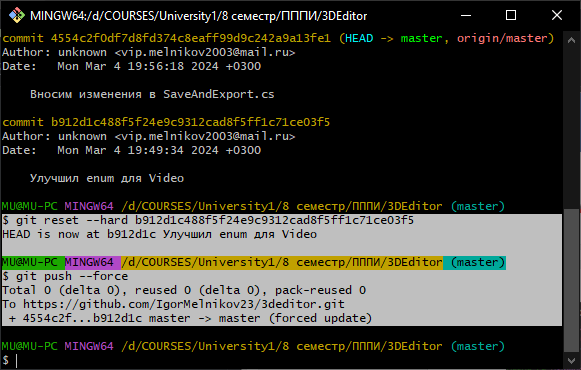 MINGW64:/d/COURSES/University1/8 семестр/ПППИ/3DEditor
commit 4554c2f0df7d8fd374c8eaff99d9c242a9a13fe1 (HEAD -> master, origin/master)
Author: unknown <vip.melnikov2003@mail.ru>
Date:   Mon Mar 4 19:56:18 2024 +0300
Вносим изменения в SaveAndExport.cs
commit b912d1c488f5f24e9c9312cad8f5ff1c71ce03f5
Author: unknown <vip.melnikov2003@mail.ru>
Date:   Mon Mar 4 19:49:34 2024 +0300
Улучшил enum для Video
MU@MU-PC MINGW64 /d/COURSES/University1/8 семестр/ПППИ/3DEditor (master)
$ git reset --hard b912d1c488f5f24e9c9312cad8f5ff1c71ce03f5
HEAD is now at b912d1c Улучшил enum для Video
MU@MU-PC MINGW64 /d/COURSES/University1/8 семестр/ПППИ/3DEditor (master)
$ git push --force
Total 0 (delta 0), reused 0 (delta 0), pack-reused 0
To https://github.com/IgorMelnikov23/3deditor.git
+ 4554c2f...b912d1c master -> master (forced update)
MU@MU-PC MINGW64 /d/COURSES/University1/8 семестр/ПППИ/3DEditor (master)
$